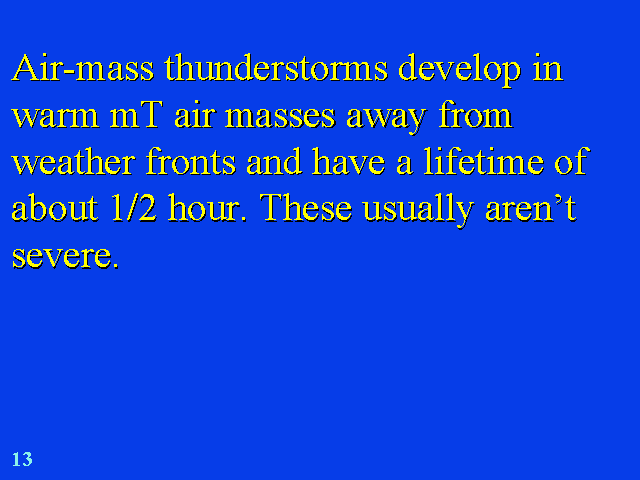 Air-mass thunderstorms develop in
warm mT air masses away from
weather fronts and have a lifetime of
about 1/2 hour. These usually aren’t
severe.
13